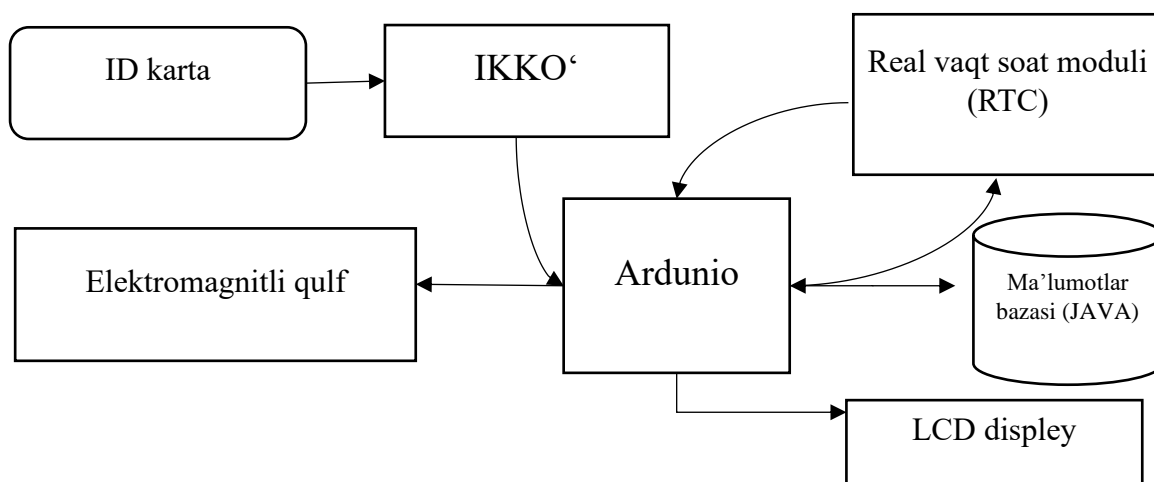 ID karta
IKKO‘
Real vaqt soat moduli
(RTC)
Elektromagnitli qulf
Ardunio
Ma’lumotlar
bazasi (JAVA)
LCD displey